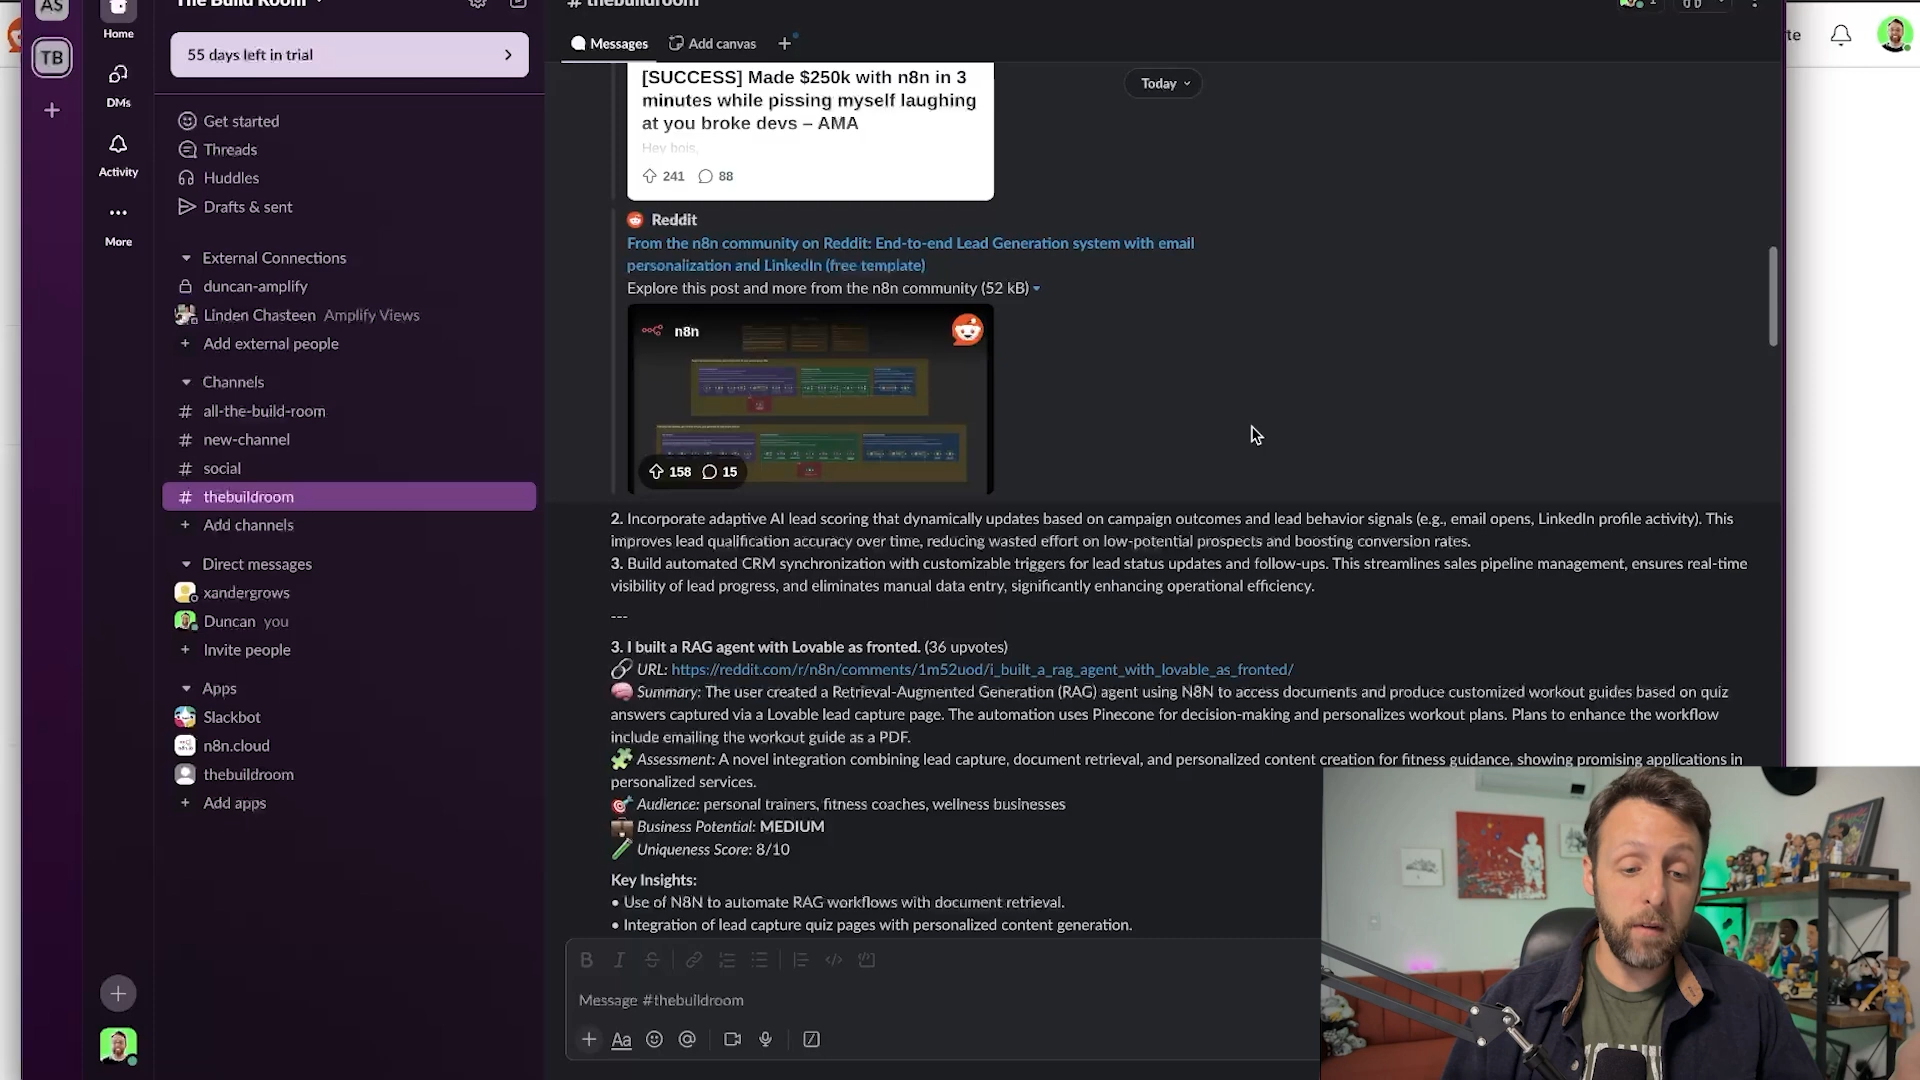 AS
Home
The Build Room
# thebuildroom
1
te
TB
55 days left in trial
Messages
Add canvas
DMs
Today
[SUCCESS] Made $250k with n8n in 3
minutes while pissing myself laughing
at you broke devs – AMA
Hey bois,
241
88
Get started
Threads
Huddles
Drafts & sent
Activity
More
Reddit
From the n8n community on Reddit: End-to-end Lead Generation system with email
personalization and LinkedIn (free template)
Explore this post and more from the n8n community (52 kB)
n8n
158
15
External Connections
duncan-amplify
Linden Chasteen Amplify Views
+ Add external people
Channels
# all-the-build-room
# new-channel
# social
# thebuildroom
+ Add channels
Direct messages
xandergrows
Duncan you
+ Invite people
Apps
Slackbot
n8n.cloud
thebuildroom
+ Add apps
2. Incorporate adaptive AI lead scoring that dynamically updates based on campaign outcomes and lead behavior signals (e.g., email opens, LinkedIn profile activity). This
improves lead qualification accuracy over time, reducing wasted effort on low-potential prospects and boosting conversion rates.
3. Build automated CRM synchronization with customizable triggers for lead status updates and follow-ups. This streamlines sales pipeline management, ensures real-time
visibility of lead progress, and eliminates manual data entry, significantly enhancing operational efficiency.
---
3. I built a RAG agent with Lovable as fronted. (36 upvotes)
URL: https://reddit.com/r/n8n/comments/1m52uod/i_built_a_rag_agent_with_lovable_as_fronted/
Summary: The user created a Retrieval-Augmented Generation (RAG) agent using N8N to access documents and produce customized workout guides based on quiz
answers captured via a Lovable lead capture page. The automation uses Pinecone for decision-making and personalizes workout plans. Plans to enhance the workflow
include emailing the workout guide as a PDF.
Assessment: A novel integration combining lead capture, document retrieval, and personalized content creation for fitness guidance, showing promising applications in
personalized services.
Audience: personal trainers, fitness coaches, wellness businesses
Business Potential: MEDIUM
Uniqueness Score: 8/10
Key Insights:
• Use of N8N to automate RAG workflows with document retrieval.
• Integration of lead capture quiz pages with personalized content generation.
Message #thebuildroom